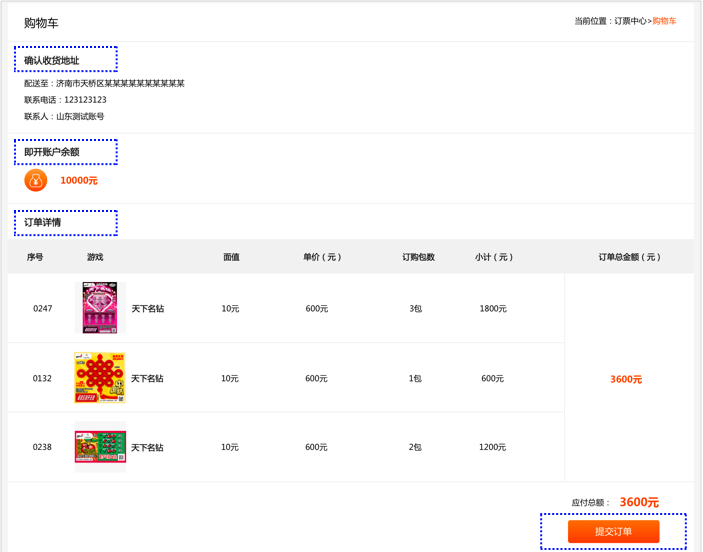 购物车
当前位置：订票中心>购物车
确认收货地址
配送至：济南市天桥区某某某某某某某某某某
联系电话：123123123
联系人：山东测试账号
即开账户余额
10000元
订单详情
序号 游戏 面值 单价（元） 订购包数 小计（元） 订单总金额（元）
0247 天下名钻 10元 600元 3包 1800元
0132 天下名钻 10元 600元 1包 600元
3600元
0238 天下名钻 10元 600元 2包 1200元
应付总额： 3600元
提交订单